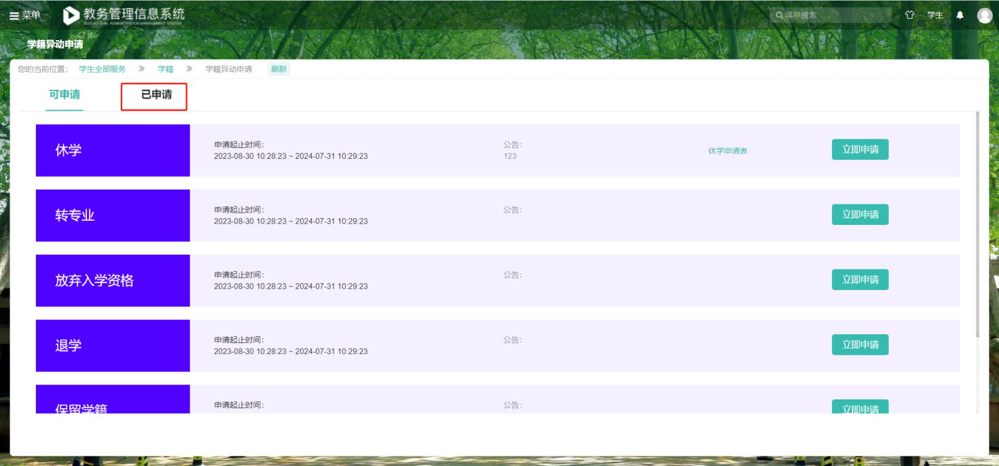 菜单
教务管理信息系统
EDUCATIONAL ADMINISTRATION MANAGEMENT SYSTEM
菜单搜索
学生
学籍异动申请
您的当前位置： 学生全部服务 » 学籍 » 学籍异动申请 刷新
可申请
已申请
休学
申请起止时间：
2023-08-30 10:28:23 ~ 2024-07-31 10:29:23
公告：
123
休学申请表
立即申请
转专业
申请起止时间：
2023-08-30 10:28:23 ~ 2024-07-31 10:29:23
公告：
立即申请
放弃入学资格
申请起止时间：
2023-08-30 10:28:23 ~ 2024-07-31 10:29:23
公告：
立即申请
退学
申请起止时间：
2023-08-30 10:28:23 ~ 2024-07-31 10:29:23
公告：
立即申请
保留学籍
申请起止时间：
公告：
立即申请